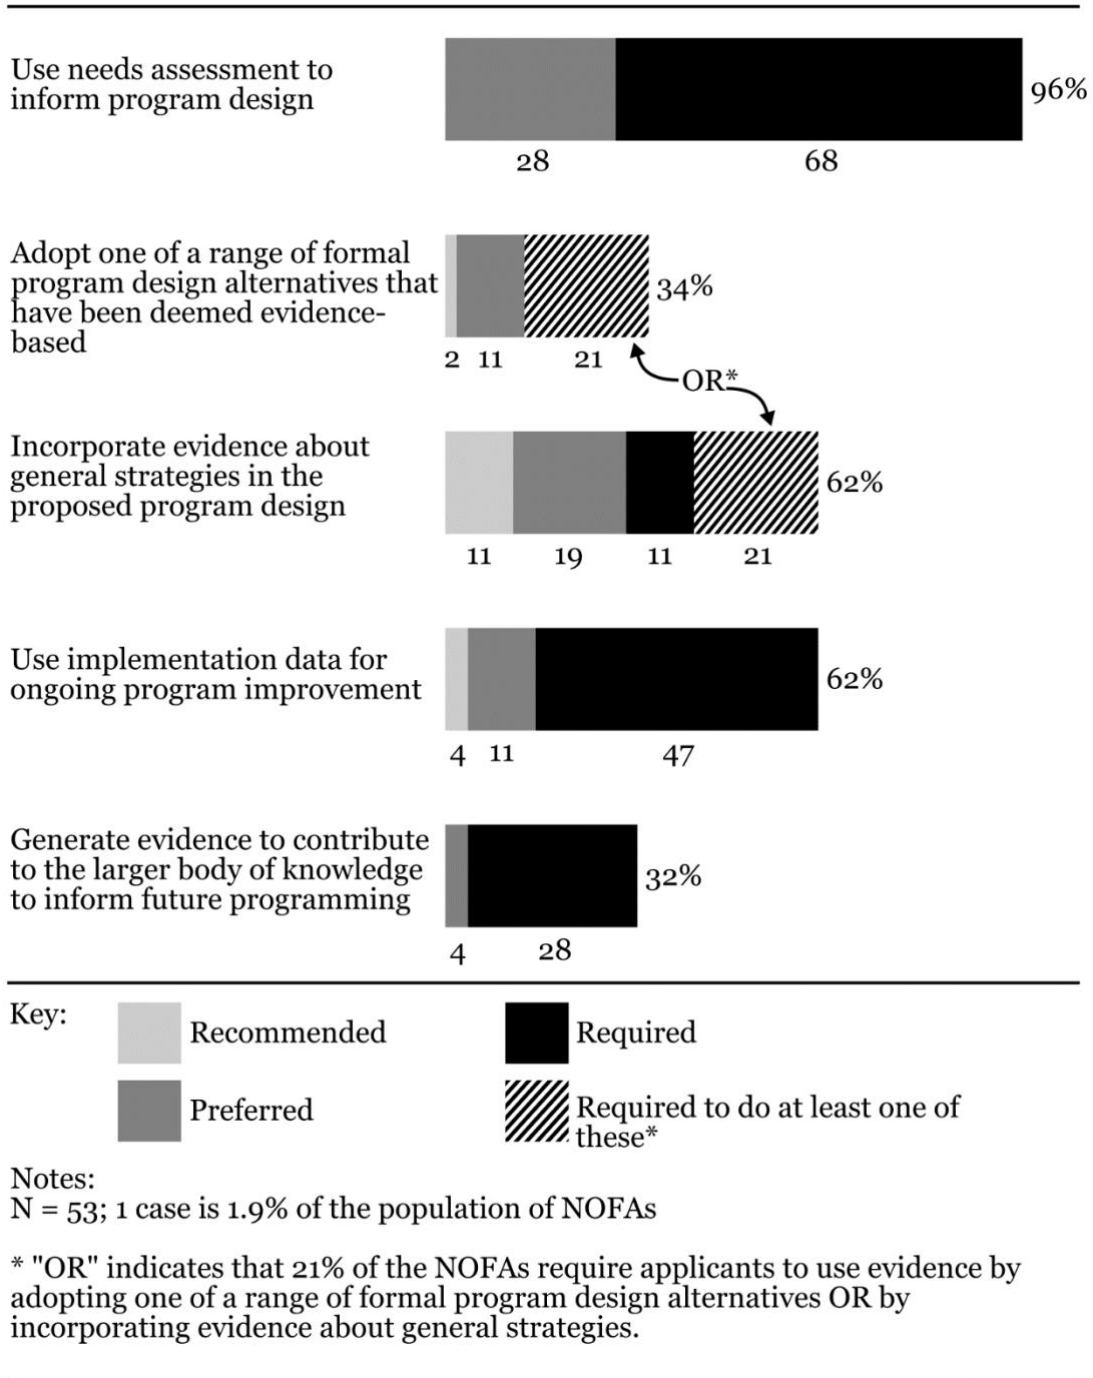 Use needs assessment to
inform program design
96%
28 68
Adopt one of a range of formal
program design alternatives that
have been deemed evidence-
based
34%
2 11 21
OR*
Incorporate evidence about
general strategies in the
proposed program design
62%
11 19 11 21
Use implementation data for
ongoing program improvement
62%
4 11 47
Generate evidence to contribute
to the larger body of knowledge
to inform future programming
32%
4 28
Key:
Recommended
Required
Preferred
Required to do at least one of
these*
Notes:
N = 53; 1 case is 1.9% of the population of NOFAs
* "OR" indicates that 21% of the NOFAs require applicants to use evidence by
adopting one of a range of formal program design alternatives OR by
incorporating evidence about general strategies.